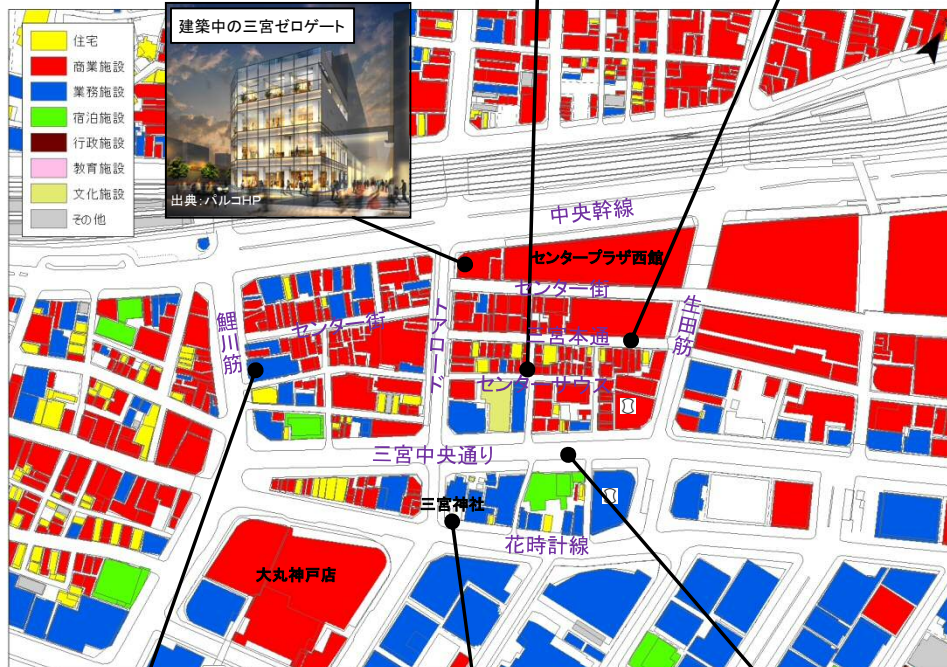 建築中の三宮ゼロゲート
出典：パルコHP
住宅
商業施設
業務施設
宿泊施設
行政施設
教育施設
文化施設
その他
中央幹線
センタープラザ西館
センター街
センター街
トアロード
鯉川筋
生田筋
三宮本通
センターサウス
三宮中央通り
三宮神社
花時計線
大丸神戸店